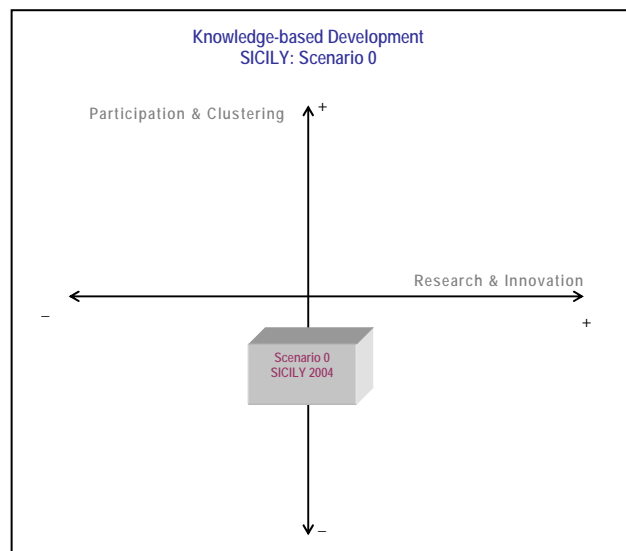 Knowledge-based Development
SICILY: Scenario 0
+
Participation & Clustering
Research & Innovation
–
+
Scenario 0
SICILY 2004
–